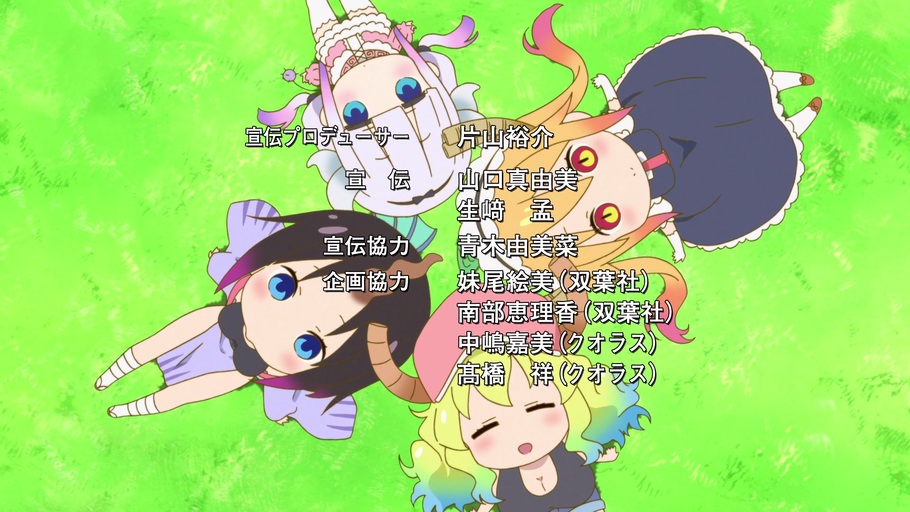 宣伝プロデューサー 片山裕介
宣　伝 山口真由美
生﨑　孟
宣伝協力 青木由美菜
企画協力 妹尾絵美(双葉社)
南部恵理香(双葉社)
中嶋嘉美(クオラス)
髙橋　祥(クオラス)